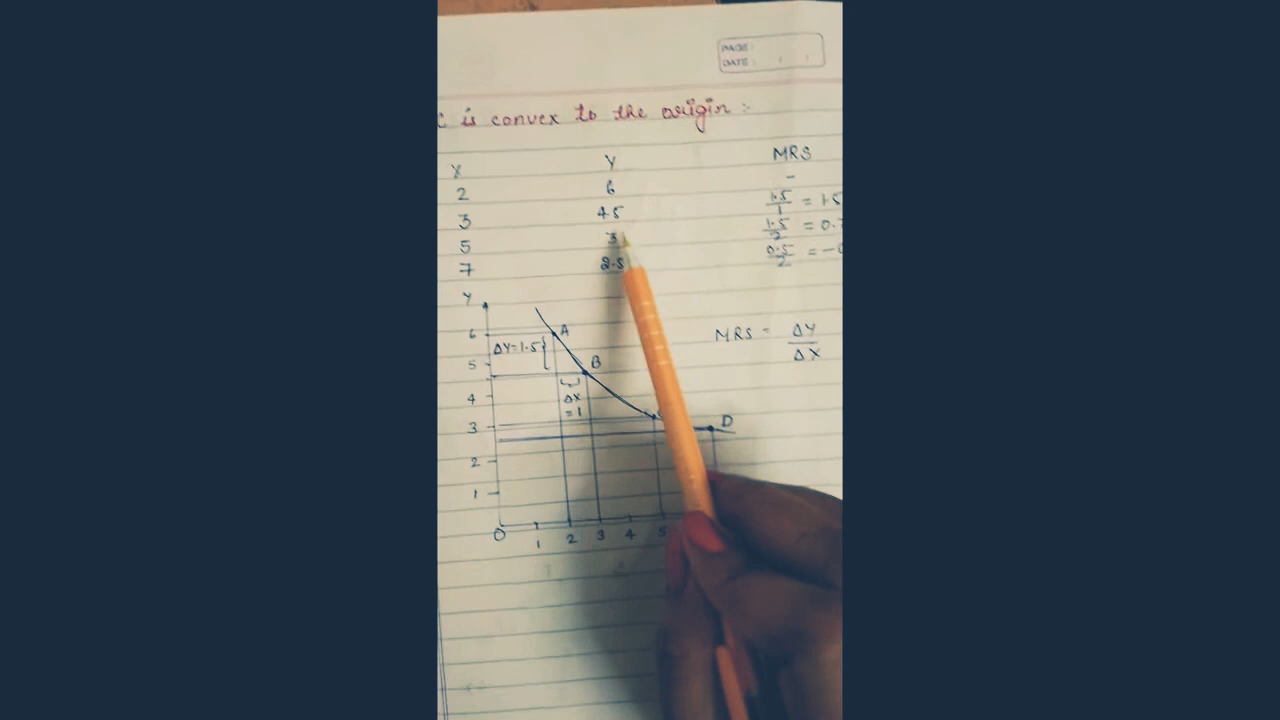 PAGE:
DATE:
C is convex to the origin:
X Y MRS
2 6 -
3 4.5 1.5/1 = 1.5
5 3 1.5/2 = 0.
7 2.5 0.5/2 = -0
Y
6 A
ΔY=1.5{
MRS = ΔY/ΔX
5 B
4 ΔX
=1
3 D
2
1
0 1 2 3 4 5